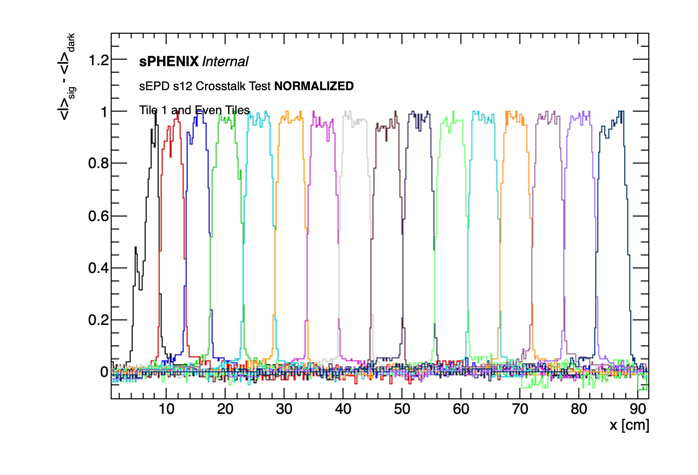 <I>sig - <I>dark
sPHENIX Internal
sEPD s12 Crosstalk Test NORMALIZED
Tile 1 and Even Tiles
1.2
1
0.8
0.6
0.4
0.2
0
10 20 30 40 50 60 70 80 90
x [cm]